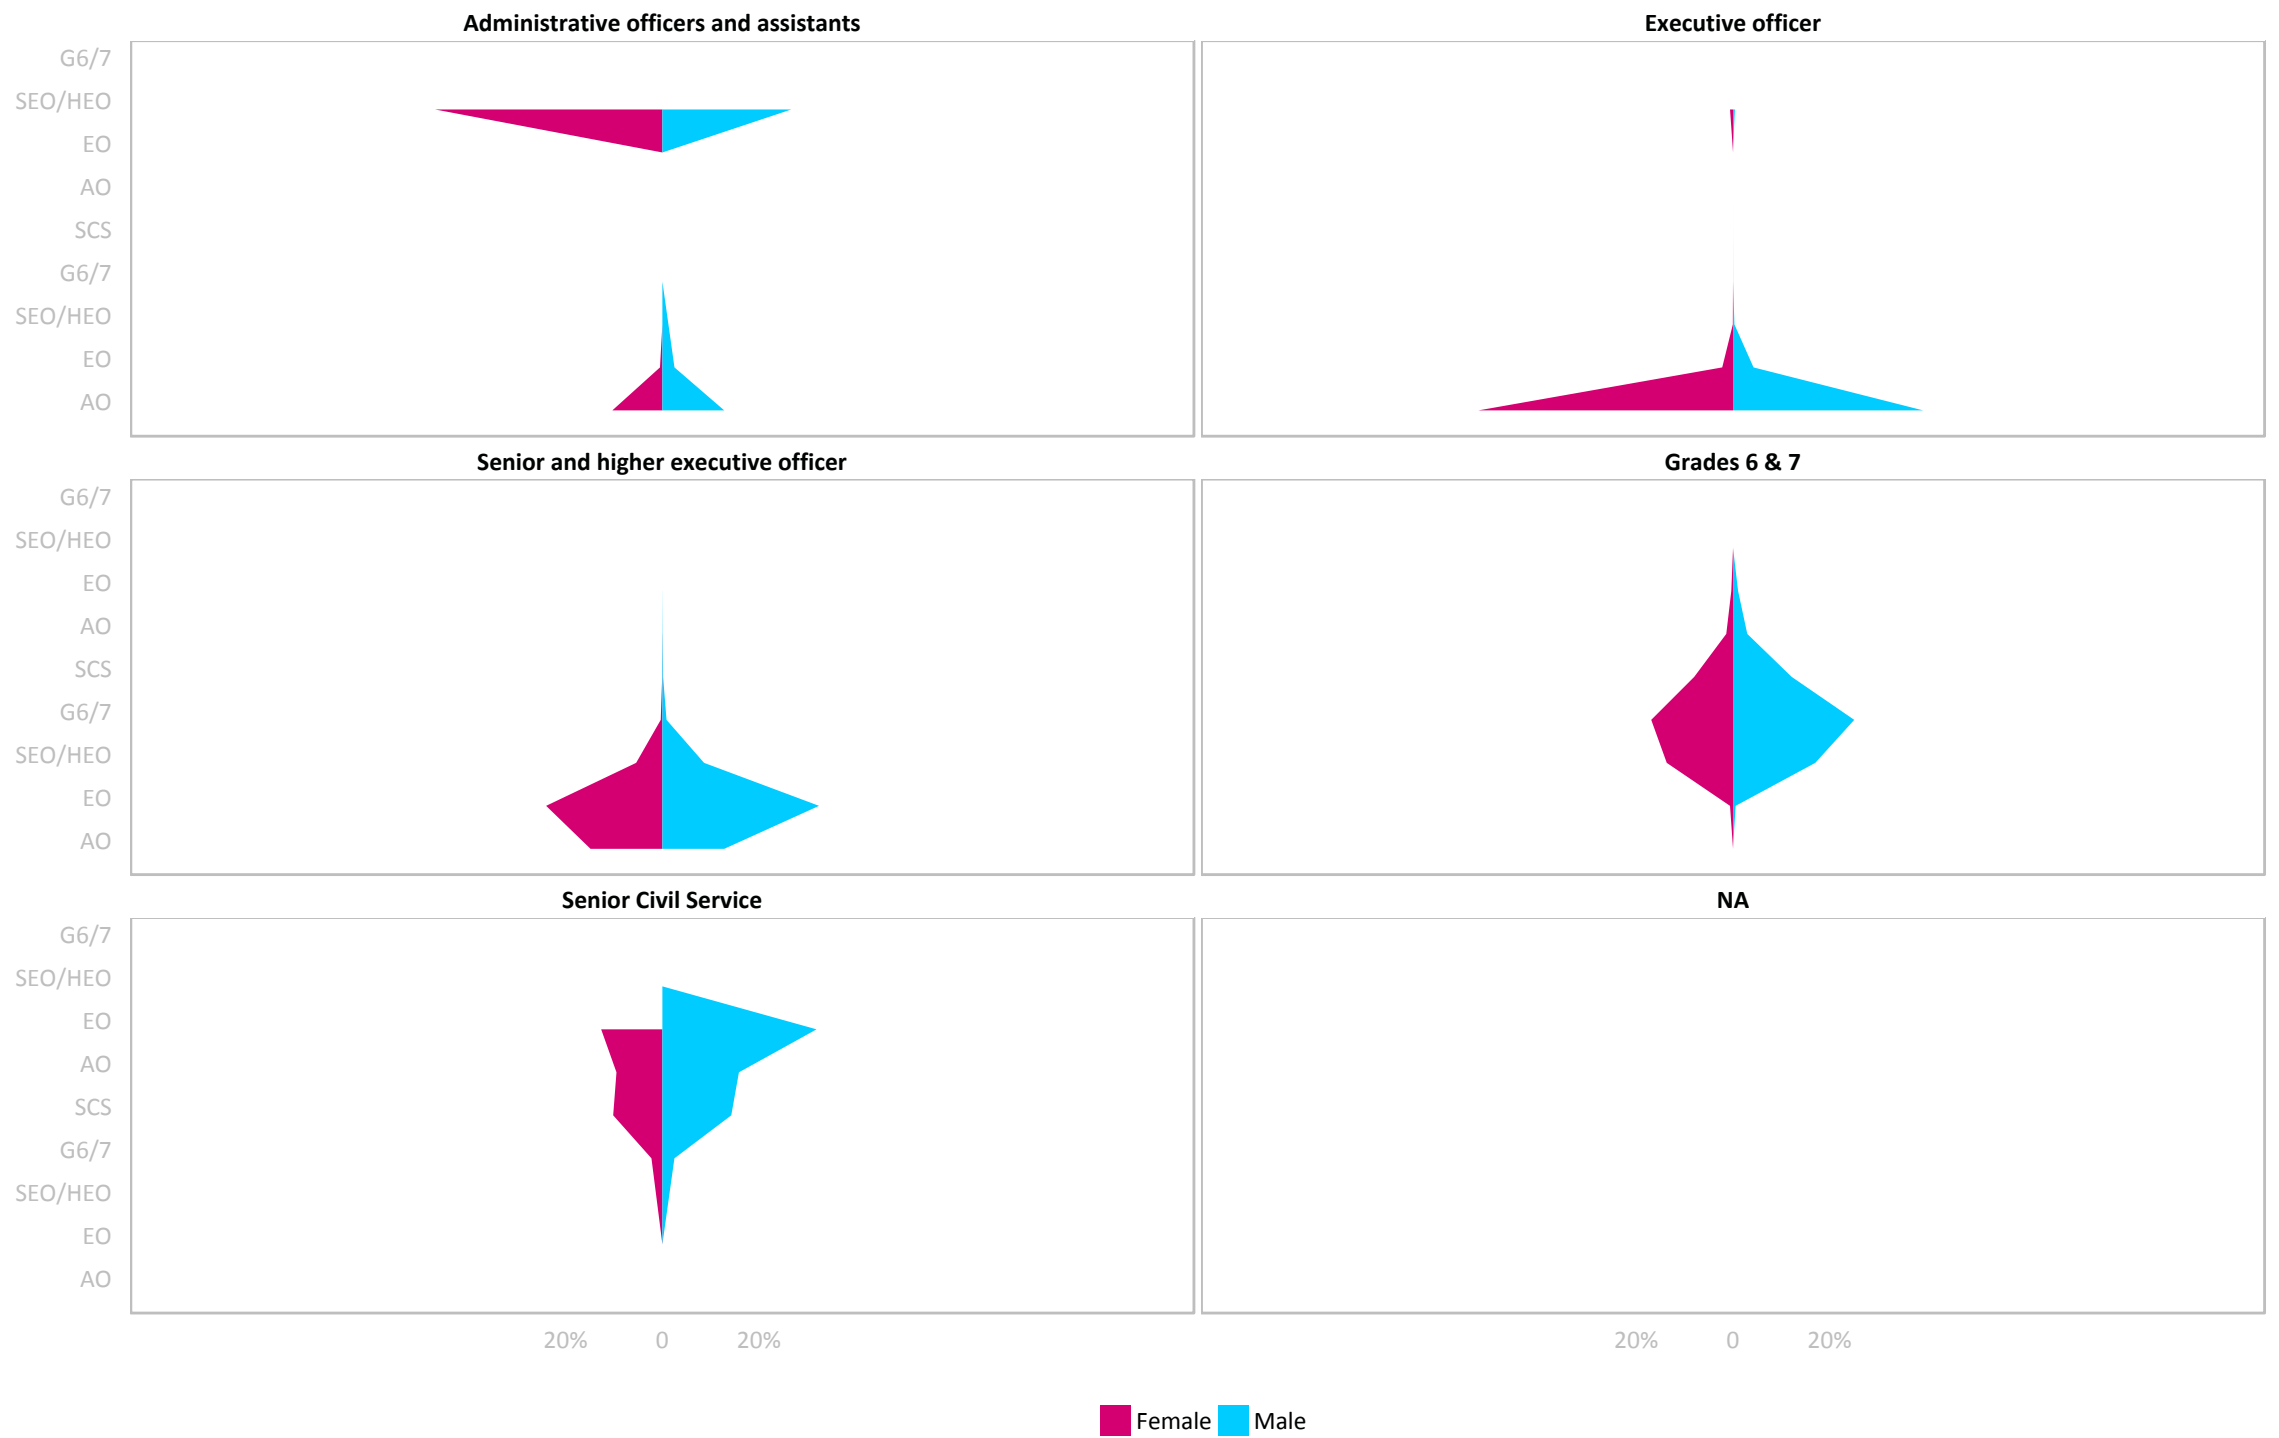 Administrative officers and assistants
Executive officer
G6/7
SEO/HEO
EO
AO
SCS
G6/7
SEO/HEO
EO
AO
Senior and higher executive officer
Grades 6 & 7
G6/7
SEO/HEO
EO
AO
SCS
G6/7
SEO/HEO
EO
AO
Senior Civil Service
NA
G6/7
SEO/HEO
EO
AO
SCS
G6/7
SEO/HEO
EO
AO
20% 0 20%
20% 0 20%
Female Male